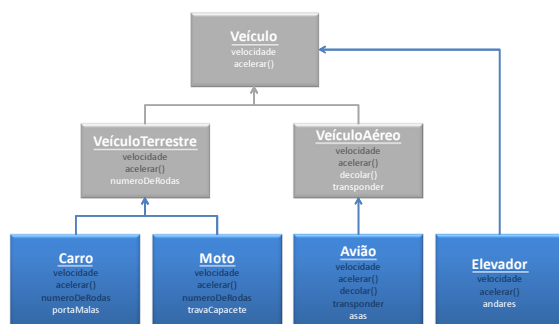 Veículo
velocidade
acelerar()
VeículoTerrestre
velocidade
acelerar()
numeroDeRodas
VeículoAéreo
velocidade
acelerar()
decolar()
transponder
Carro
velocidade
acelerar()
numeroDeRodas
portaMalas
Moto
velocidade
acelerar()
numeroDeRodas
travaCapacete
Avião
velocidade
acelerar()
decolar()
transponder
asas
Elevador
velocidade
acelerar()
andares